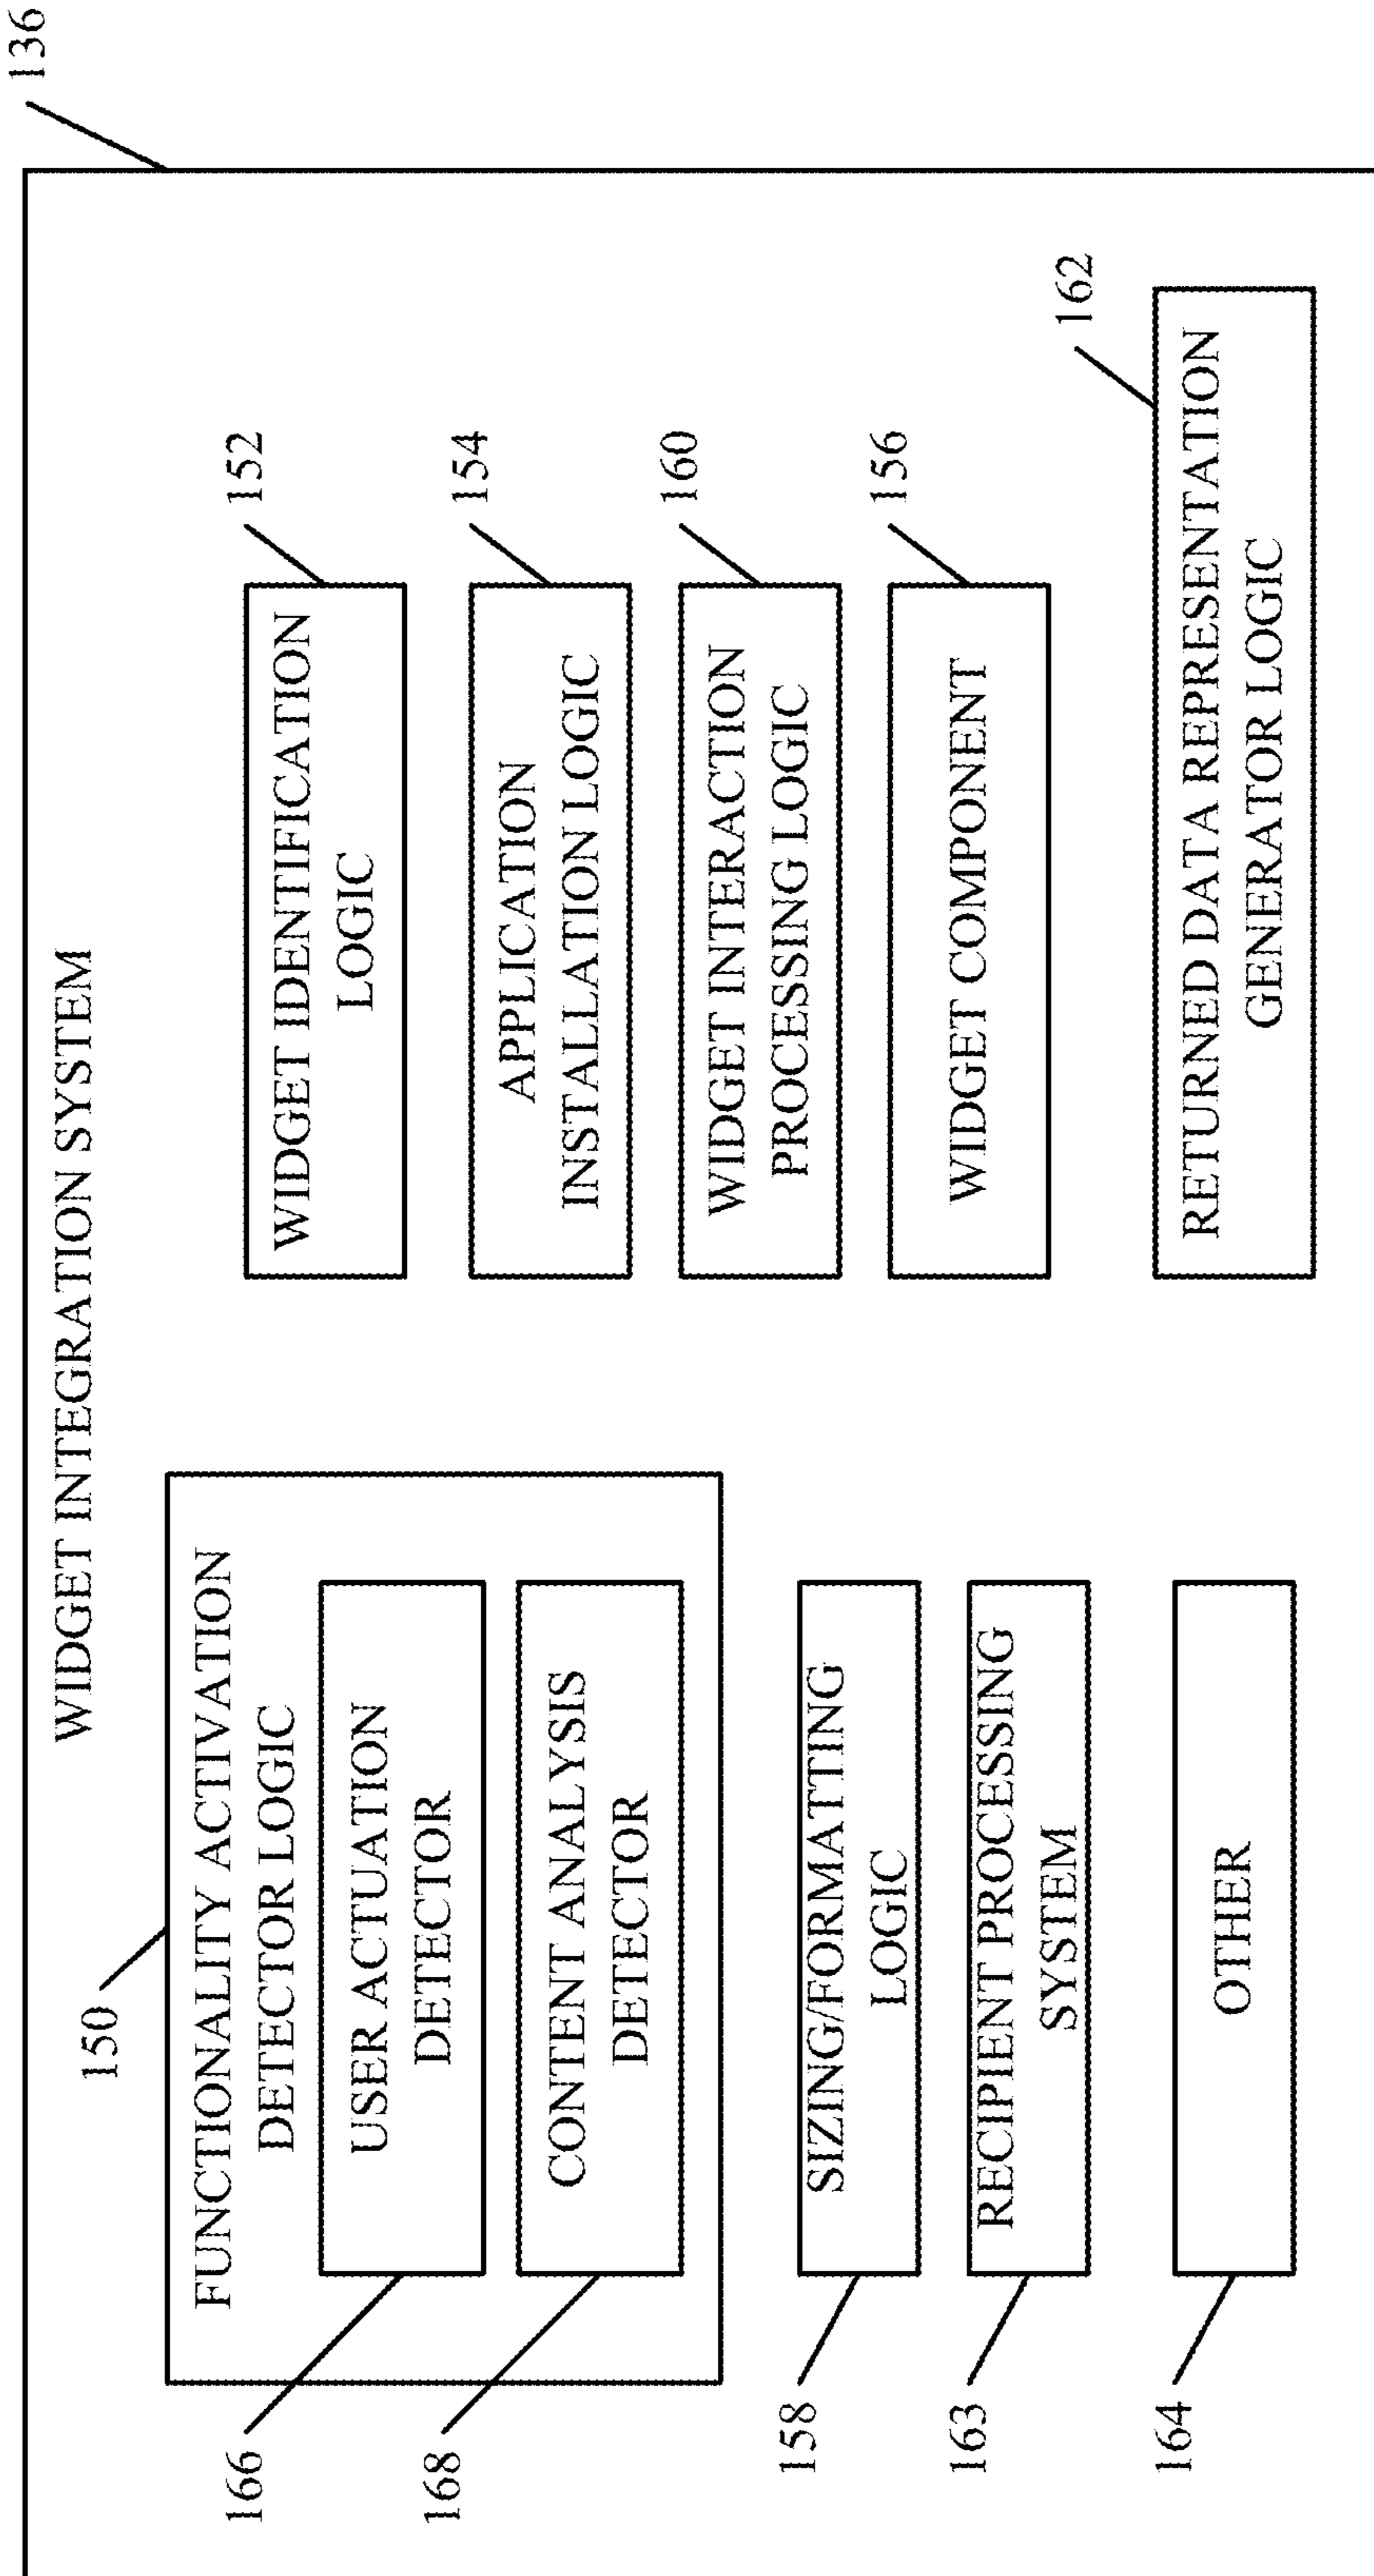 136
WIDGET INTEGRATION SYSTEM
150
FUNCTIONALITY ACTIVATION
DETECTOR LOGIC
166
USER ACTUATION
DETECTOR
168
CONTENT ANALYSIS
DETECTOR
158
SIZING/FORMATTING
LOGIC
163
RECIPIENT PROCESSING
SYSTEM
164
OTHER
152
WIDGET IDENTIFICATION
LOGIC
154
APPLICATION
INSTALLATION LOGIC
160
WIDGET INTERACTION
PROCESSING LOGIC
156
WIDGET COMPONENT
162
RETURNED DATA REPRESENTATION
GENERATOR LOGIC